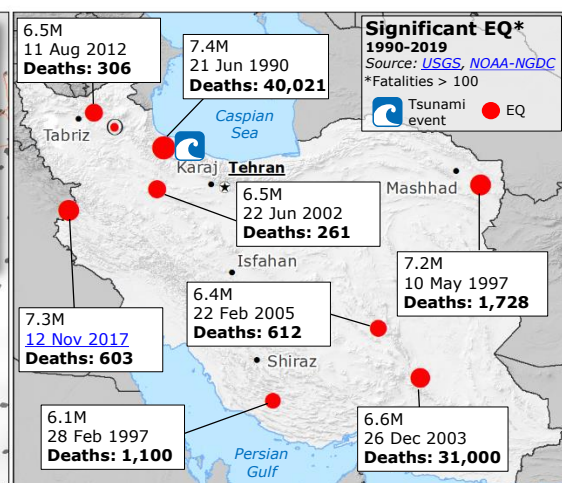 Significant EQ*
1990-2019
Source: USGS, NOAA-NGDC
*Fatalities > 100
Tsunami
event
EQ
6.5M
11 Aug 2012
Deaths: 306
7.4M
21 Jun 1990
Deaths: 40,021
Caspian
Sea
Tabriz
Karaj
Tehran
Mashhad
6.5M
22 Jun 2002
Deaths: 261
Isfahan
7.2M
10 May 1997
Deaths: 1,728
6.4M
22 Feb 2005
Deaths: 612
7.3M
12 Nov 2017
Deaths: 603
Shiraz
6.1M
28 Feb 1997
Deaths: 1,100
Persian
Gulf
6.6M
26 Dec 2003
Deaths: 31,000